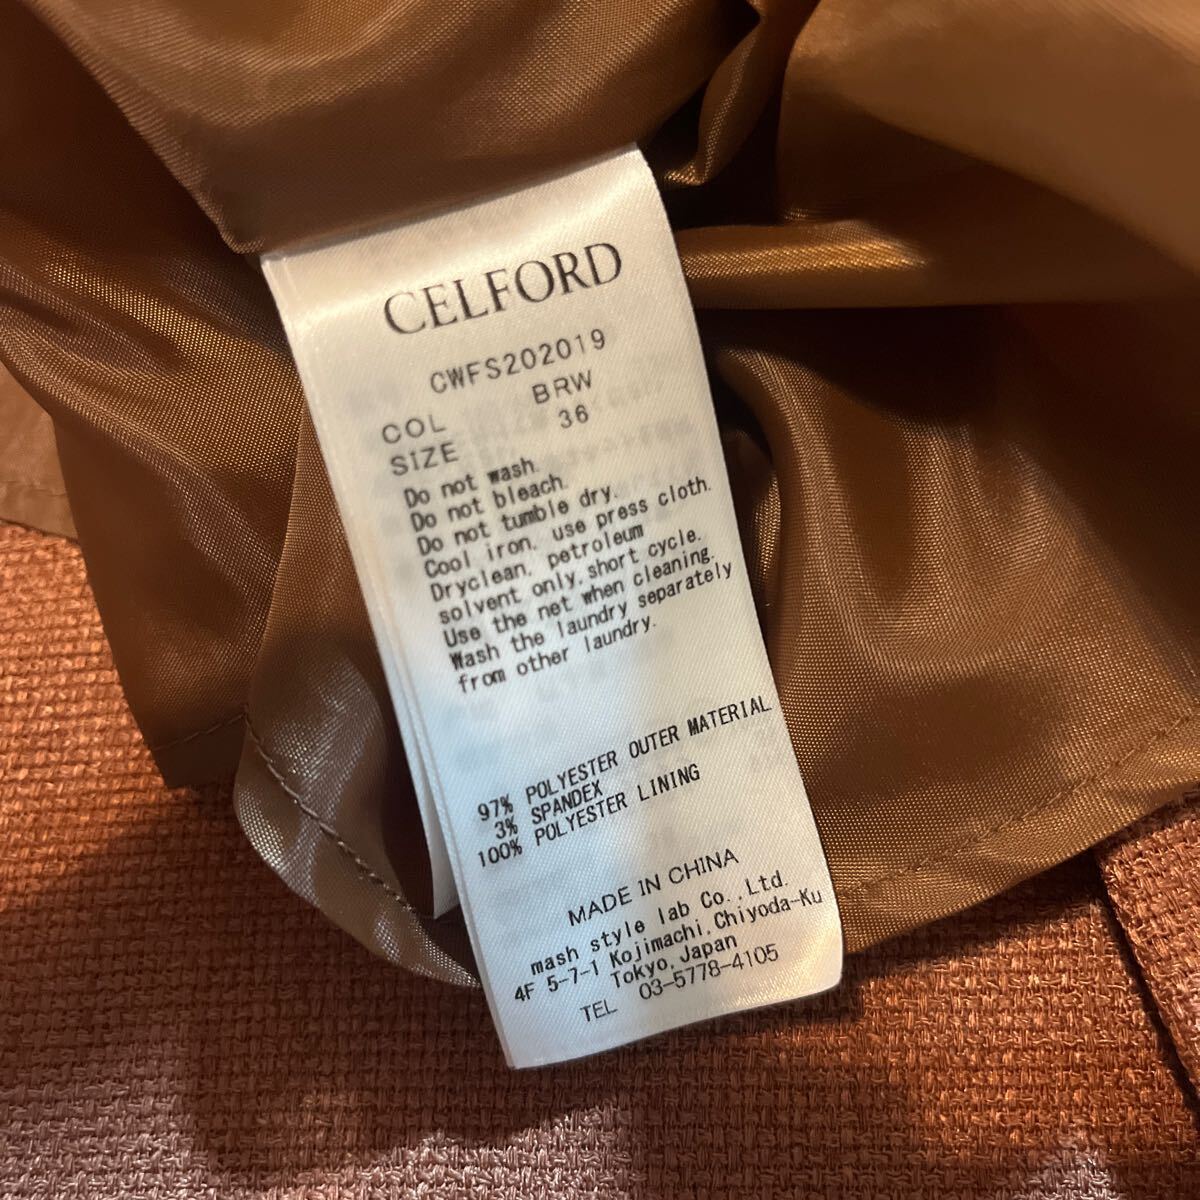 CELFORD
CWFS202019
COL BRW
SIZE 36
Do not wash.
Do not bleach.
Do not tumble dry.
Cool iron, use press cloth.
Dryclean, petroleum
solvent only,short cycle.
Use the net when cleaning.
Wash the laundry separately
from other laundry.
97% POLYESTER OUTER MATERIAL
3% SPANDEX
100% POLYESTER LINING
MADE IN CHINA
mash style lab Co.,Ltd.
4F 5-7-1 Kojimachi,Chiyoda-Ku
Tokyo,Japan
TEL 03-5778-4105